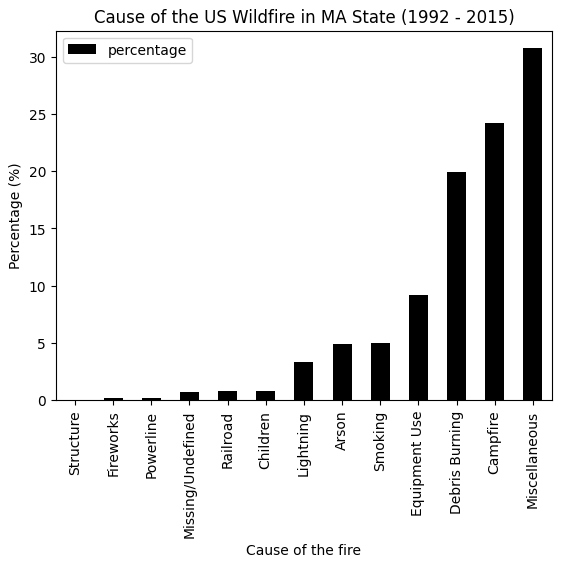 Cause of the US Wildfire in MA State (1992 - 2015)
percentage
Percentage (%)
30
25
20
15
10
5
0
Structure
Fireworks
Powerline
Missing/Undefined
Railroad
Children
Lightning
Arson
Smoking
Equipment Use
Debris Burning
Campfire
Miscellaneous
Cause of the fire